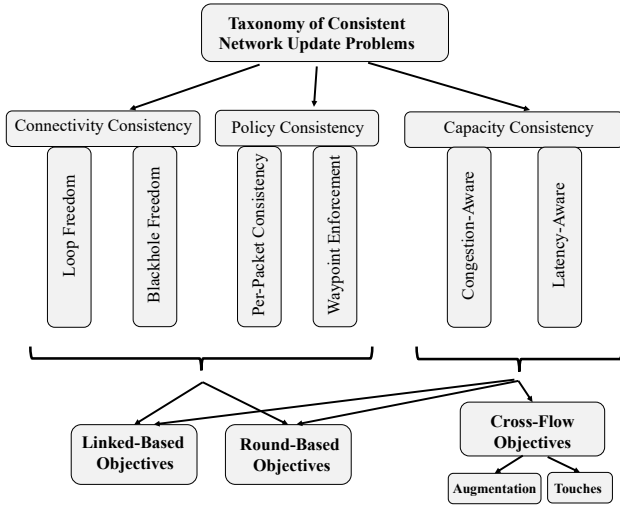 Taxonomy of Consistent
Network Update Problems
Connectivity Consistency
Policy Consistency
Capacity Consistency
Loop Freedom
Blackhole Freedom
Per-Packet Consistency
Waypoint Enforcement
Congestion-Aware
Latency-Aware
Linked-Based
Objectives
Round-Based
Objectives
Cross-Flow
Objectives
Augmentation
Touches